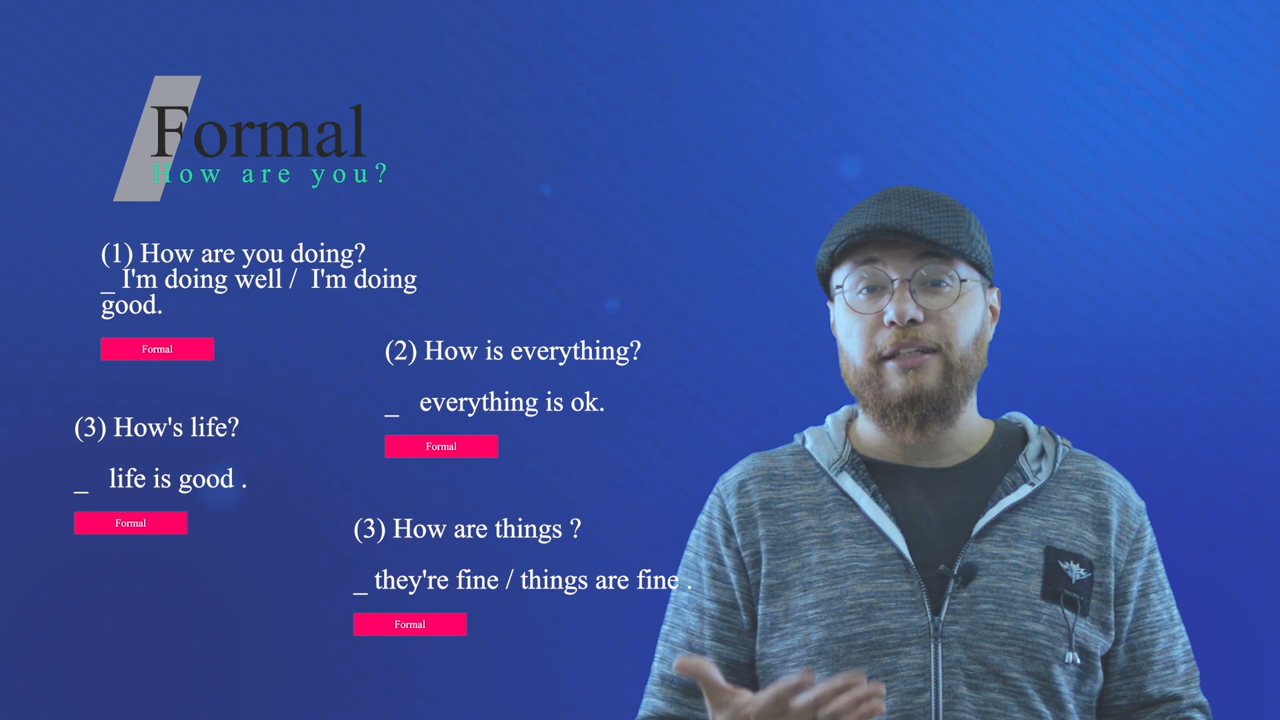 Formal
How are you?
(1) How are you doing?
_ I'm doing well / I'm doing
good.
Formal
(2) How is everything?
_ everything is ok.
Formal
(3) How's life?
_ life is good .
Formal
(3) How are things ?
_ they're fine / things are fine .
Formal